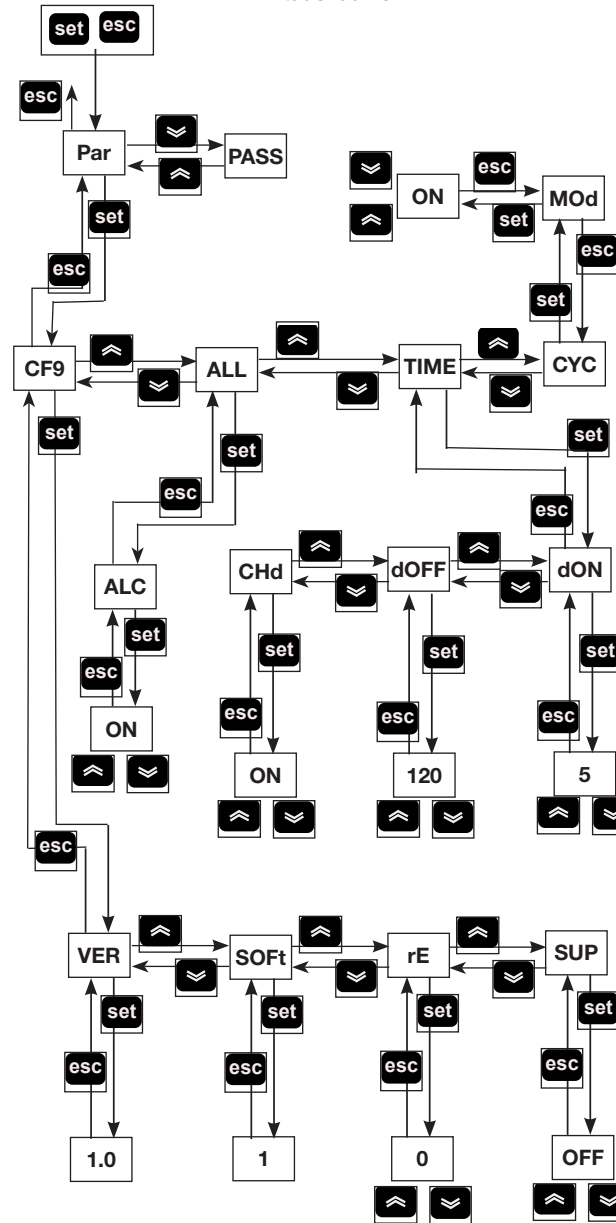 set esc
esc
Par PASS
set
esc
esc
ON MOd
set
esc
set
CF9 ALL TIME CYC
set
set
set
esc
esc
CHd dOFF dON
ALC
set
set set set
esc
esc esc esc
ON
ON 120 5
esc
VER SOFt rE SUP
set set set set
esc esc esc esc
1.0 1 0 OFF